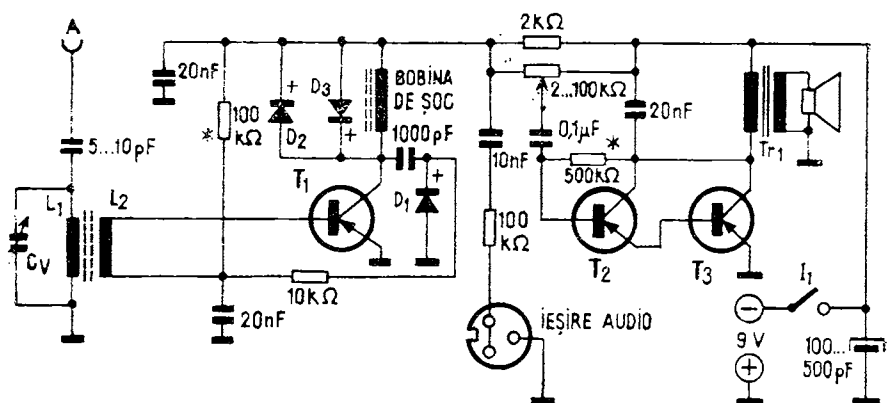 A
20nF
5...10pF
L1
L2
CV
100
kΩ
*
+
D2
D3
+
BOBINA
DE ȘOC
1000pF
+
D1
T1
10kΩ
20nF
2kΩ
2...100kΩ
0,1μF
20nF
*
500kΩ
10nF
100
kΩ
T2
T3
Tr1
IEȘIRE AUDIO
I1
−
9V
+
100...
500pF